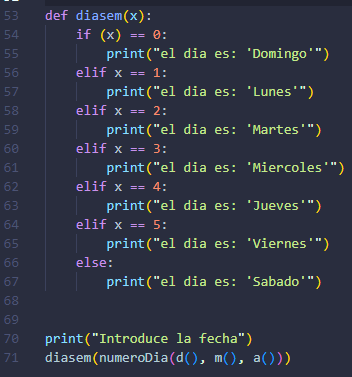 53 def diasem(x):
54     if (x) == 0:
55         print("el dia es: 'Domingo'")
56     elif x == 1:
57         print("el dia es: 'Lunes'")
58     elif x == 2:
59         print("el dia es: 'Martes'")
60     elif x == 3:
61         print("el dia es: 'Miercoles'")
62     elif x == 4:
63         print("el dia es: 'Jueves'")
64     elif x == 5:
65         print("el dia es: 'Viernes'")
66     else:
67         print("el dia es: 'Sabado'")
68
69
70 print("Introduce la fecha")
71 diasem(numeroDia(d(), m(), a()))